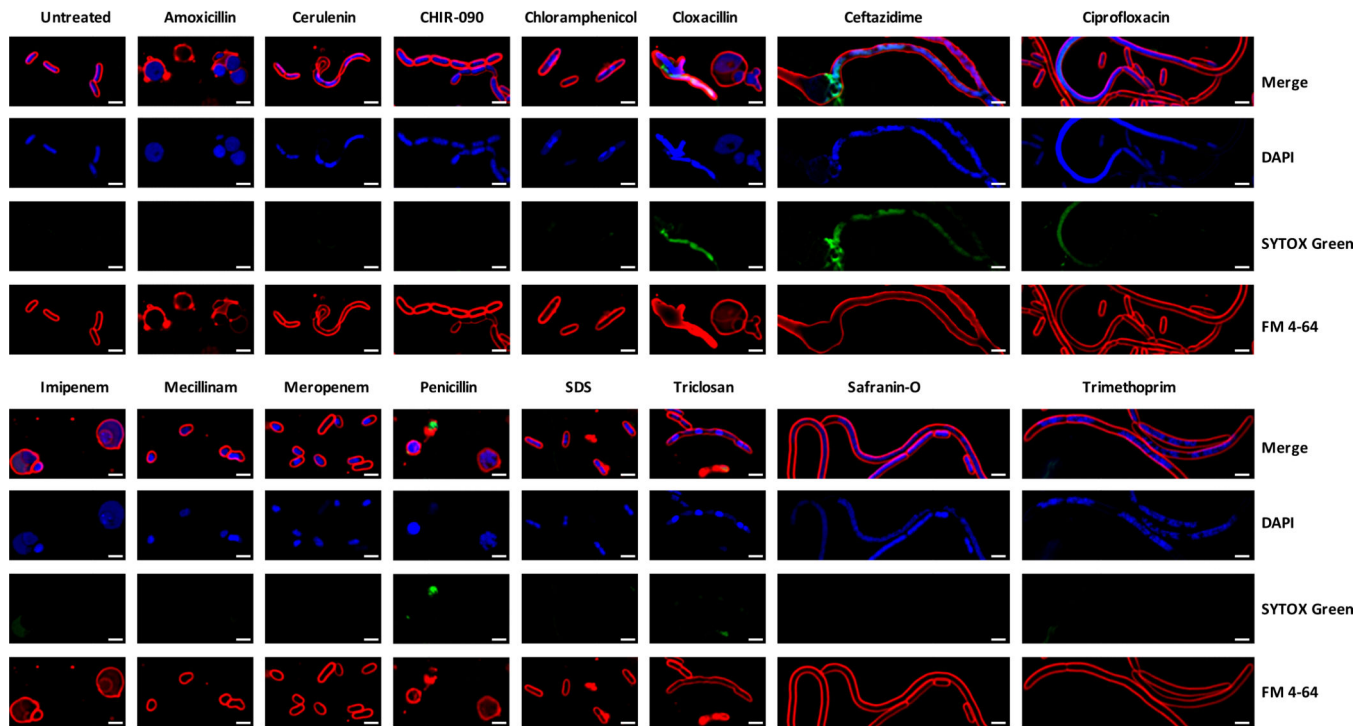 Untreated Amoxicillin Cerulenin CHIR-090 Chloramphenicol Cloxacillin Ceftazidime Ciprofloxacin
Merge
DAPI
SYTOX Green
FM 4-64
Imipenem Mecillinam Meropenem Penicillin SDS Triclosan Safranin-O Trimethoprim
Merge
DAPI
SYTOX Green
FM 4-64